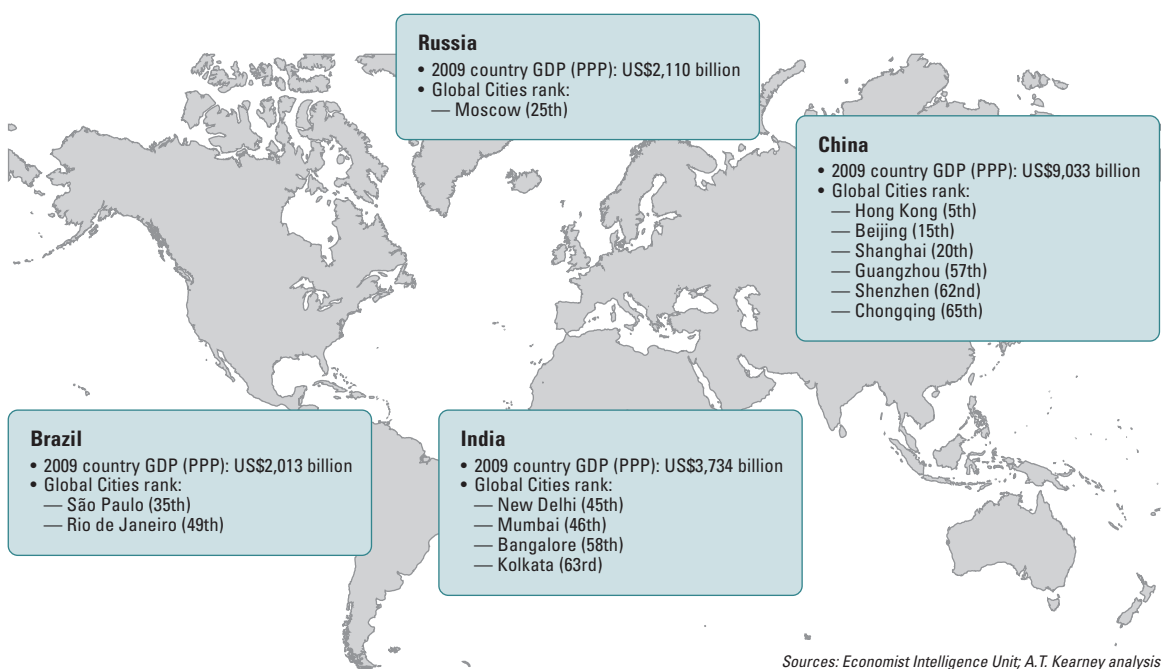 Russia
• 2009 country GDP (PPP): US$2,110 billion
• Global Cities rank:
— Moscow (25th)
China
• 2009 country GDP (PPP): US$9,033 billion
• Global Cities rank:
— Hong Kong (5th)
— Beijing (15th)
— Shanghai (20th)
— Guangzhou (57th)
— Shenzhen (62nd)
— Chongqing (65th)
Brazil
• 2009 country GDP (PPP): US$2,013 billion
• Global Cities rank:
— São Paulo (35th)
— Rio de Janeiro (49th)
India
• 2009 country GDP (PPP): US$3,734 billion
• Global Cities rank:
— New Delhi (45th)
— Mumbai (46th)
— Bangalore (58th)
— Kolkata (63rd)
Sources: Economist Intelligence Unit; A.T. Kearney analysis